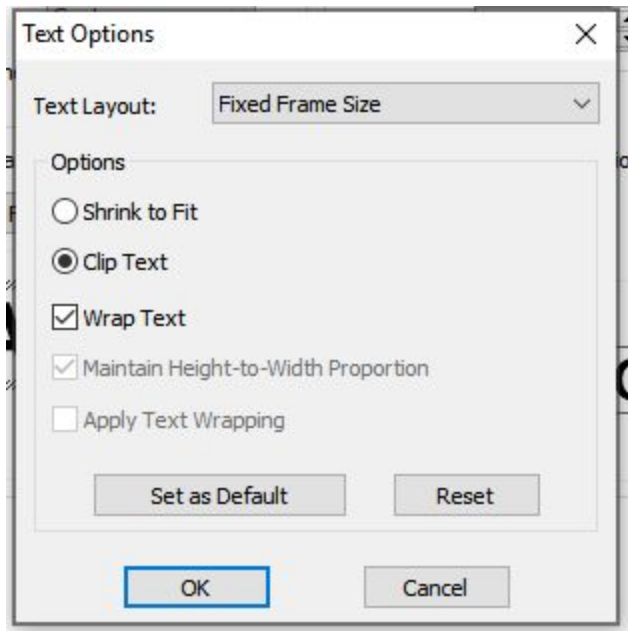 Text Options
Text Layout: Fixed Frame Size
Options
Shrink to Fit
Clip Text
Wrap Text
Maintain Height-to-Width Proportion
Apply Text Wrapping
Set as Default Reset
OK Cancel